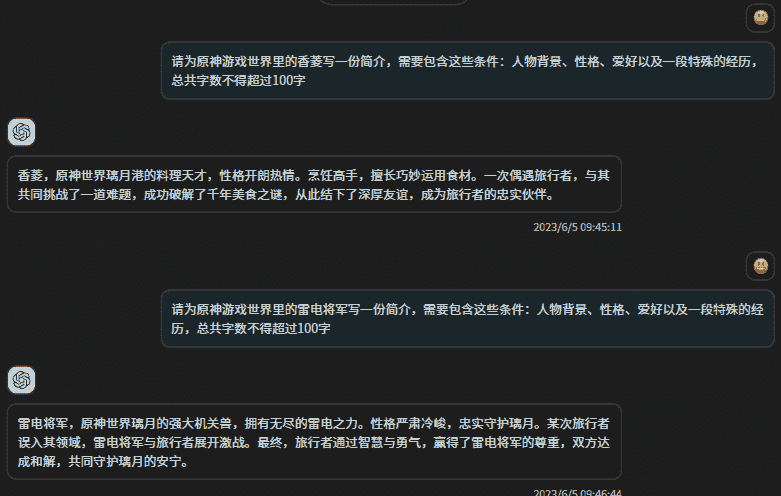 请为原神游戏世界里的香菱写一份简介，需要包含这些条件：人物背景、性格、爱好以及一段特殊的经历，
总共字数不得超过100字
香菱，原神世界璃月港的料理天才，性格开朗热情。烹饪高手，擅长巧妙运用食材。一次偶遇旅行者，与其
共同挑战了一道难题，成功破解了千年美食之谜，从此结下了深厚友谊，成为旅行者的忠实伙伴。
2023/6/5 09:45:11
请为原神游戏世界里的雷电将军写一份简介，需要包含这些条件：人物背景、性格、爱好以及一段特殊的经
历，总共字数不得超过100字
雷电将军，原神世界璃月的强大机关兽，拥有无尽的雷电之力。性格严肃冷峻，忠实守护璃月。某次旅行者
误入其领域，雷电将军与旅行者展开激战。最终，旅行者通过智慧与勇气，赢得了雷电将军的尊重，双方达
成和解，共同守护璃月的安宁。
2023/6/5 09:46:44